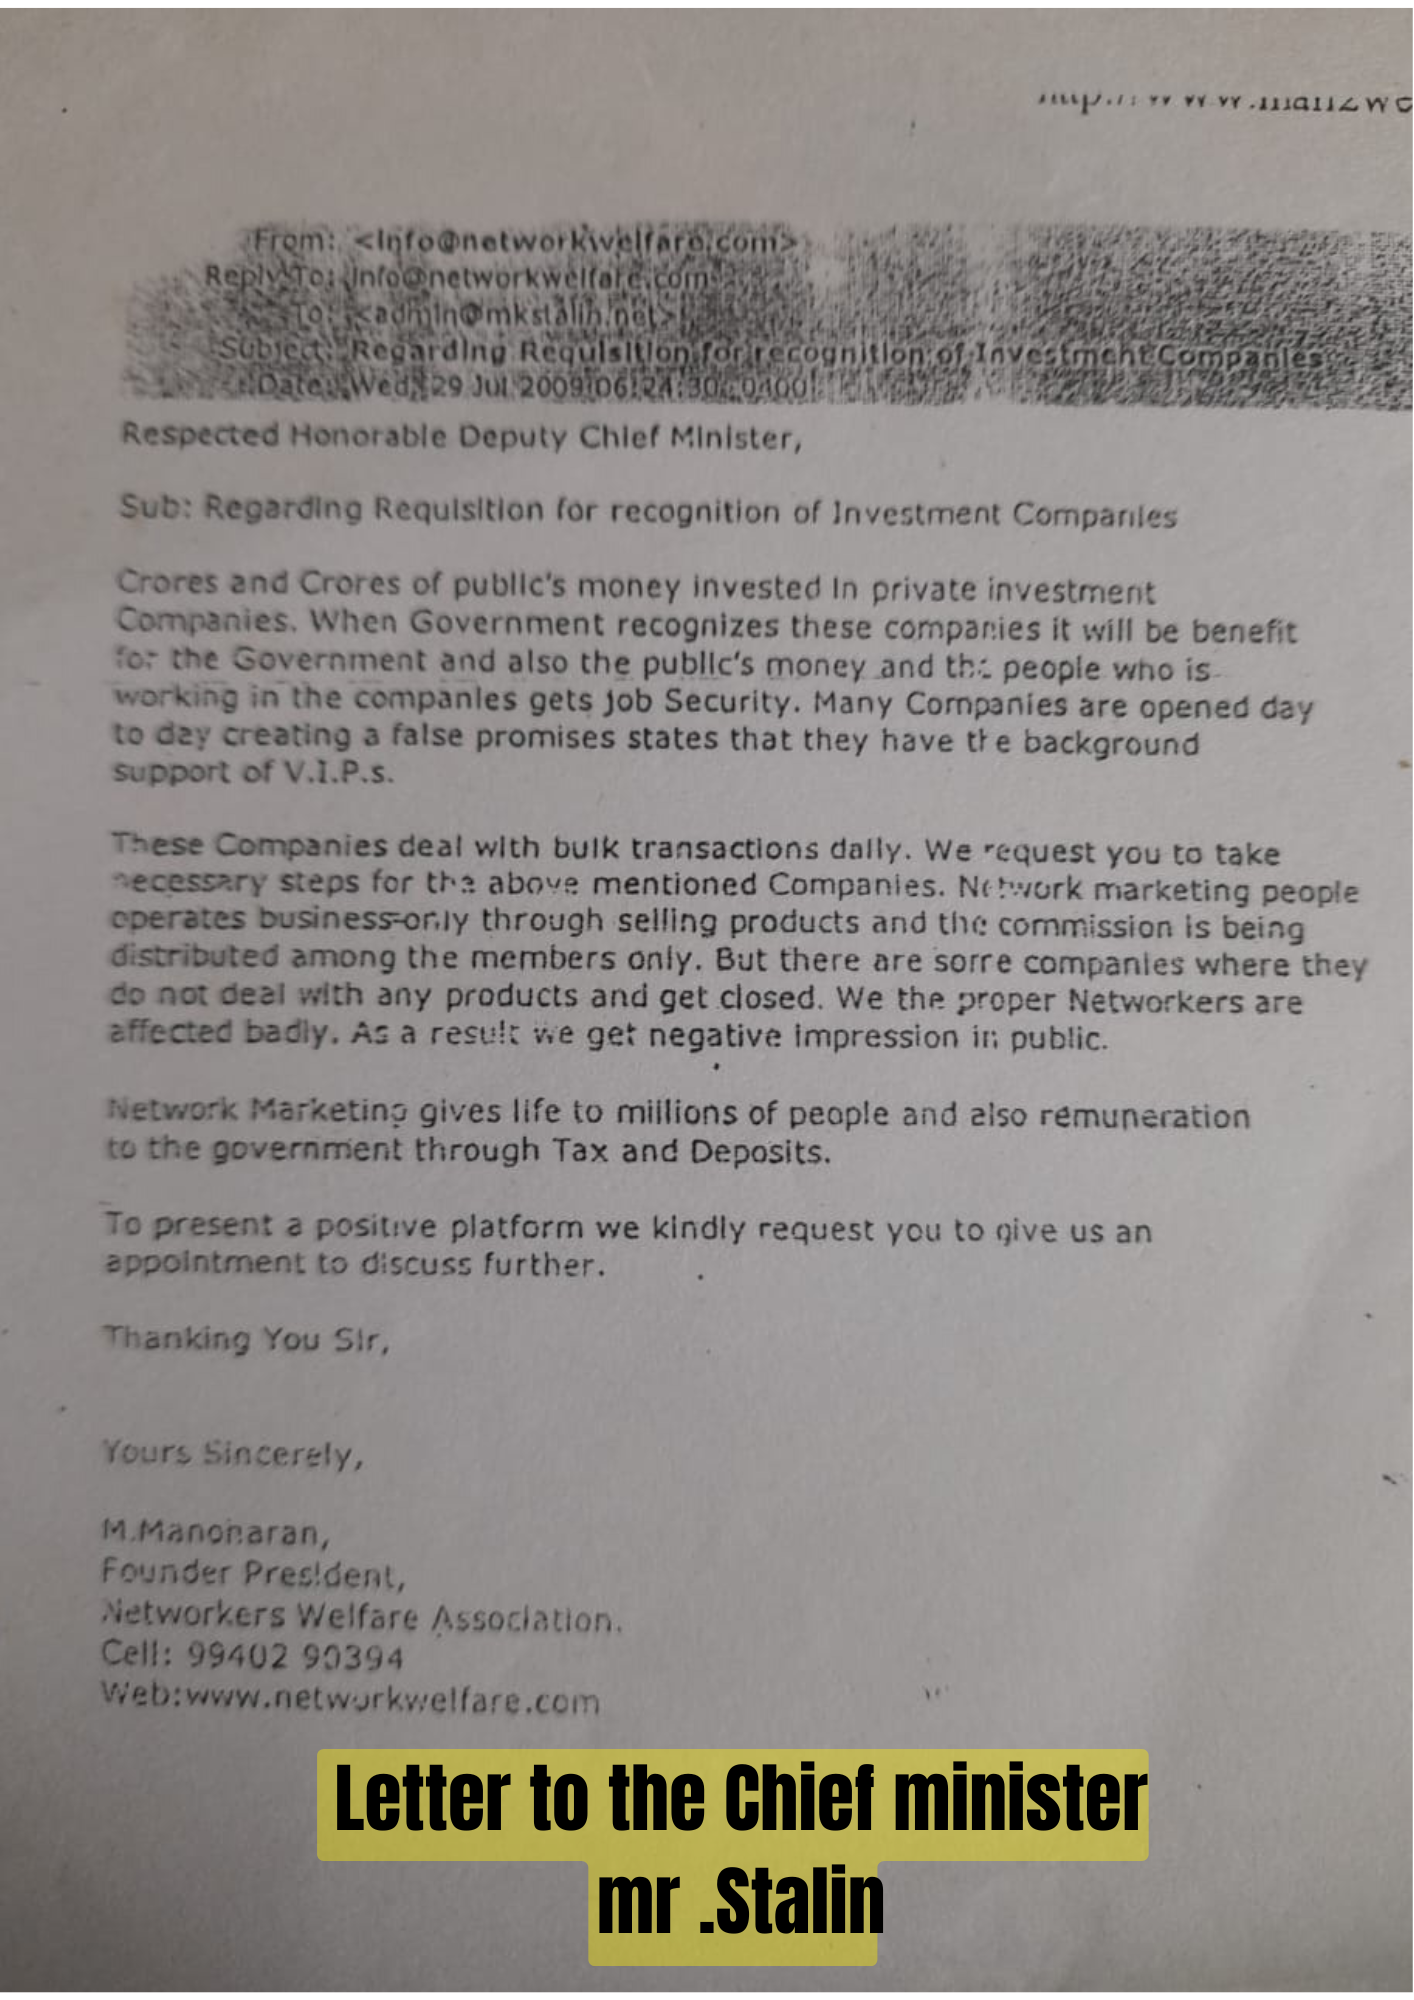 From: <Info@networkwelfare.com>
Reply-To: Info@networkwelfare.com
To: <admin@mkstalin.net>
Subject: Regarding Requisition for recognition of Investment Companies
Date: Wed, 29 Jul 2009 06:24:30 -0400
Respected Honorable Deputy Chief Minister,
Sub: Regarding Requisition for recognition of Investment Companies
Crores and Crores of public's money invested in private investment
Companies. When Government recognizes these companies it will be benefit
for the Government and also the public's money and the people who is
working in the companies gets Job Security. Many Companies are opened day
to day creating a false promises states that they have the background
support of V.I.P.s.
These Companies deal with bulk transactions daily. We request you to take
necessary steps for the above mentioned Companies. Network marketing people
operates business-only through selling products and the commission is being
distributed among the members only. But there are some companies where they
do not deal with any products and get closed. We the proper Networkers are
affected badly. As a result we get negative impression in public.
Network Marketing gives life to millions of people and also remuneration
to the government through Tax and Deposits.
To present a positive platform we kindly request you to give us an
appointment to discuss further.
Thanking You Sir,
Yours Sincerely,
M.Manoharan,
Founder President,
Networkers Welfare Association.
Cell: 99402 90394
Web:www.networkwelfare.com
Letter to the Chief minister
mr .Stalin